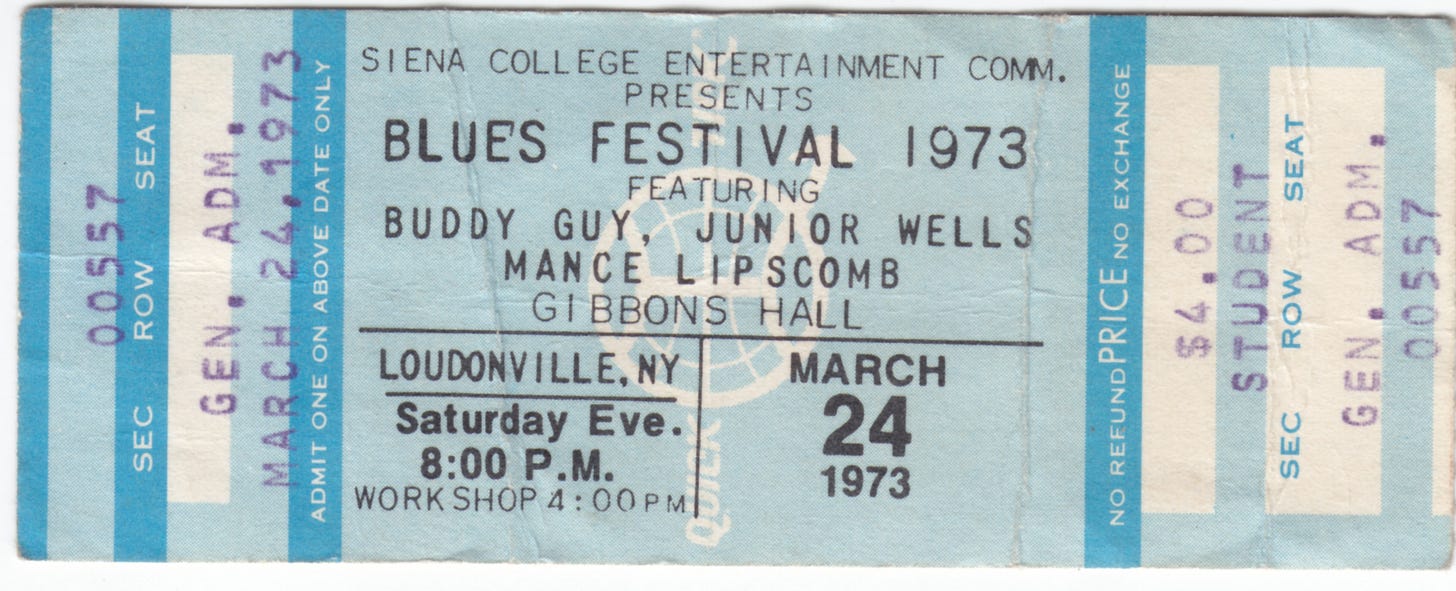 00557
SEC ROW SEAT
GEN. ADM.
MARCH 24,1973
ADMIT ONE ON ABOVE DATE ONLY
SIENA COLLEGE ENTERTAINMENT COMM.
PRESENTS
BLUES FESTIVAL 1973
FEATURING
BUDDY GUY, JUNIOR WELLS
MANCE LIPSCOMB
GIBBONS HALL
LOUDONVILLE, NY
Saturday Eve.
8:00 P.M.
WORKSHOP 4:00PM
MARCH
24
1973
QUICK TICK
NO REFUND PRICE NO EXCHANGE
$4.00
STUDENT
SEC ROW SEAT
GEN. ADM.
00557